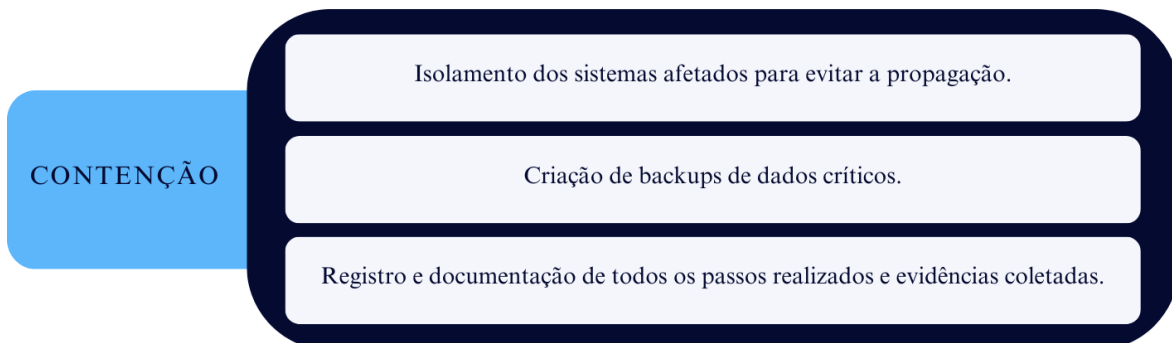 CONTENÇÃO
Isolamento dos sistemas afetados para evitar a propagação.
Criação de backups de dados críticos.
Registro e documentação de todos os passos realizados e evidências coletadas.